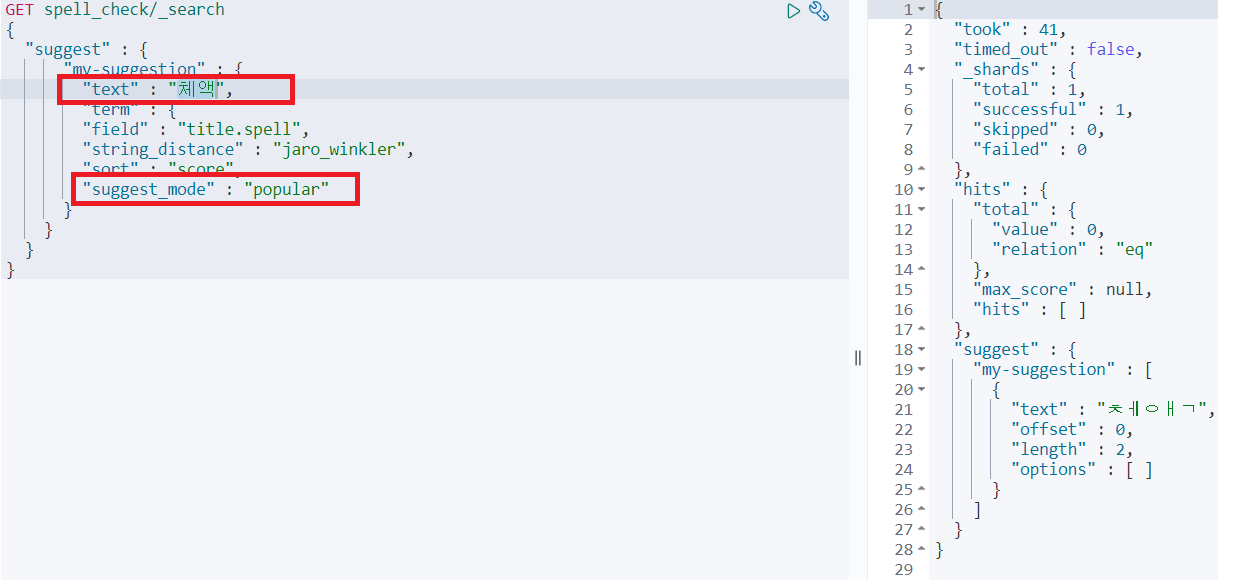 GET spell_check/_search
{
"suggest" : {
"my-suggestion" : {
"text" : "체액",
"term" : {
"field" : "title.spell",
"string_distance" : "jaro_winkler",
"sort" : "score",
"suggest_mode" : "popular"
}
}
}
}
1 {
2 "took" : 41,
3 "timed_out" : false,
4 "_shards" : {
5 "total" : 1,
6 "successful" : 1,
7 "skipped" : 0,
8 "failed" : 0
9 },
10 "hits" : {
11 "total" : {
12 "value" : 0,
13 "relation" : "eq"
14 },
15 "max_score" : null,
16 "hits" : [ ]
17 },
18 "suggest" : {
19 "my-suggestion" : [
20 {
21 "text" : "ㅊㅔㅇㅐㄱ",
22 "offset" : 0,
23 "length" : 2,
24 "options" : [ ]
25 }
26 ]
27 }
28 }
29